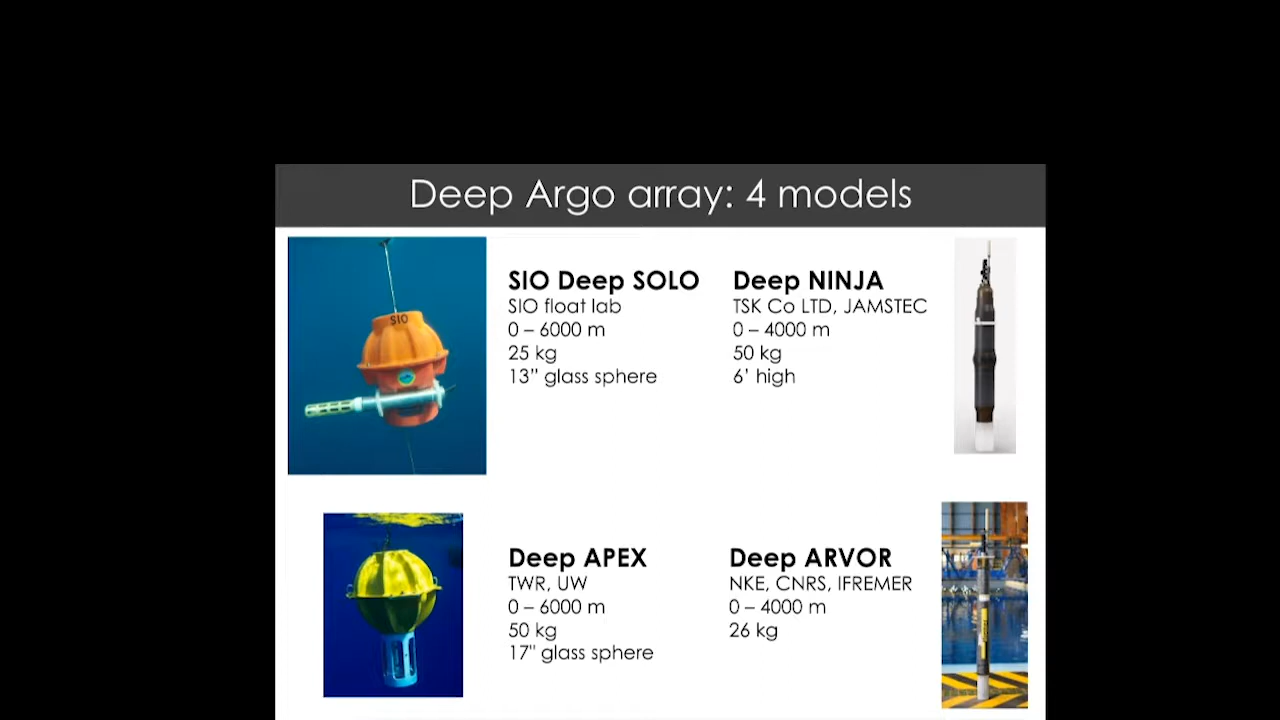 Deep Argo array: 4 models
SIO
SIO Deep SOLO
SIO float lab
0 – 6000 m
25 kg
13” glass sphere
Deep NINJA
TSK Co LTD, JAMSTEC
0 – 4000 m
50 kg
6’ high
Deep APEX
TWR, UW
0 – 6000 m
50 kg
17" glass sphere
Deep ARVOR
NKE, CNRS, IFREMER
0 – 4000 m
26 kg